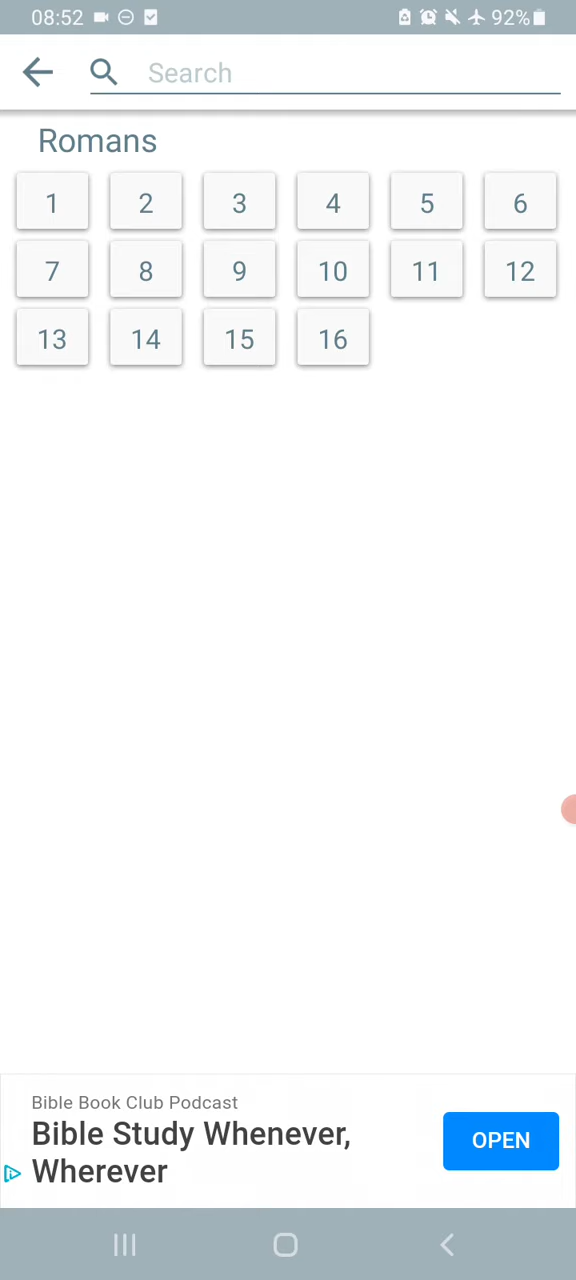 08:52 92%
Search
Romans
1 2 3 4 5 6
7 8 9 10 11 12
13 14 15 16
Bible Book Club Podcast
Bible Study Whenever,
Wherever
OPEN